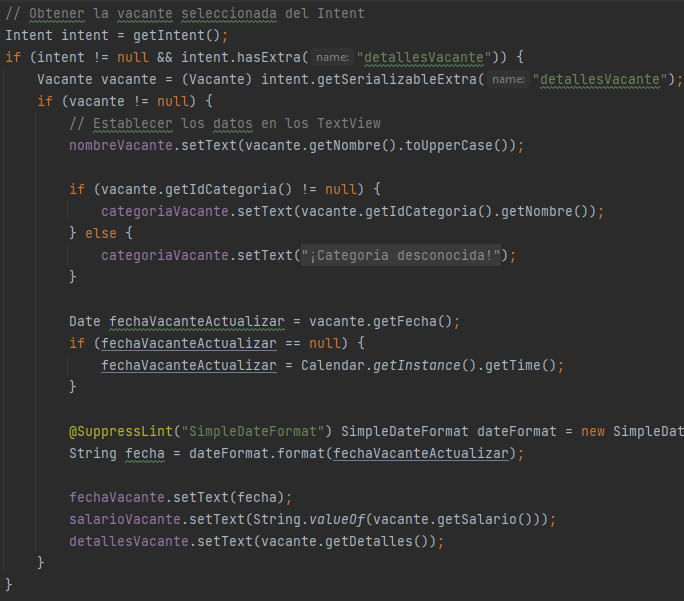 // Obtener la vacante seleccionada del Intent
Intent intent = getIntent();
if (intent != null && intent.hasExtra( name: "detallesVacante")) {
Vacante vacante = (Vacante) intent.getSerializableExtra( name: "detallesVacante");
if (vacante != null) {
// Establecer los datos en los TextView
nombreVacante.setText(vacante.getNombre().toUpperCase());
if (vacante.getIdCategoria() != null) {
categoriaVacante.setText(vacante.getIdCategoria().getNombre());
} else {
categoriaVacante.setText("¡Categoria desconocida!");
}
Date fechaVacanteActualizar = vacante.getFecha();
if (fechaVacanteActualizar == null) {
fechaVacanteActualizar = Calendar.getInstance().getTime();
}
@SuppressLint("SimpleDateFormat") SimpleDateFormat dateFormat = new SimpleDat
String fecha = dateFormat.format(fechaVacanteActualizar);
fechaVacante.setText(fecha);
salarioVacante.setText(String.valueOf(vacante.getSalario()));
detallesVacante.setText(vacante.getDetalles());
}
}